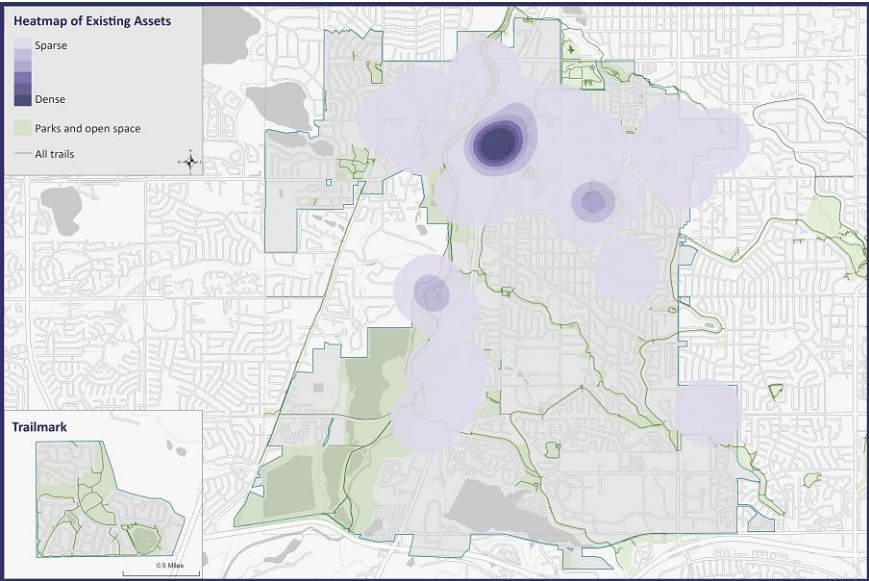 Heatmap of Existing Assets
Sparse
Dense
Parks and open space
All trails
Trailmark
0.5 Miles